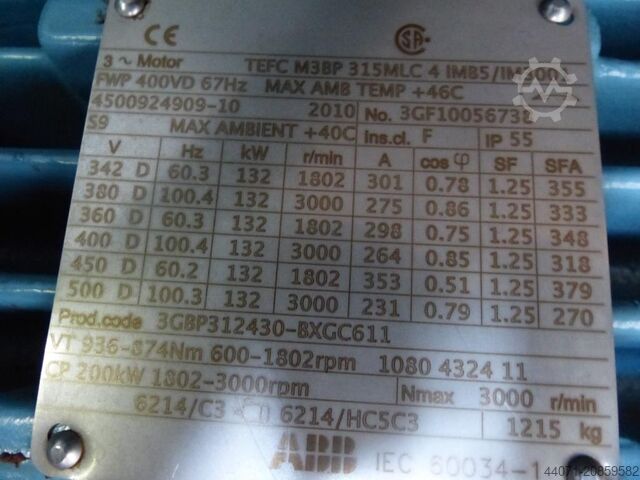 CE SA
3 ~ Motor TEFC M3BP 315MLC 4 IMB5/IM
FWP 400VD 67Hz MAX AMB TEMP +46C
4500924909-10 2010 No. 3GF10056738
S9 MAX AMBIENT +40C ins.cl. F IP 55
V Hz kW r/min A cos φ SF SFA
342 D 60.3 132 1802 301 0.78 1.25 355
380 D 100.4 132 3000 275 0.86 1.25 333
360 D 60.3 132 1802 298 0.75 1.25 348
400 D 100.4 132 3000 264 0.85 1.25 318
450 D 60.2 132 1802 353 0.51 1.25 379
500 D 100.3 132 3000 231 0.79 1.25 270
Prod.code 3GBP312430-BXGC611
VT 936-874Nm 600-1802rpm 1080 4324 11
CP 200kW 1802-3000rpm Nmax 3000 r/min
6214/C3 6214/HC5C3 1215 kg
ABB IEC 60034-1
44071-20859582